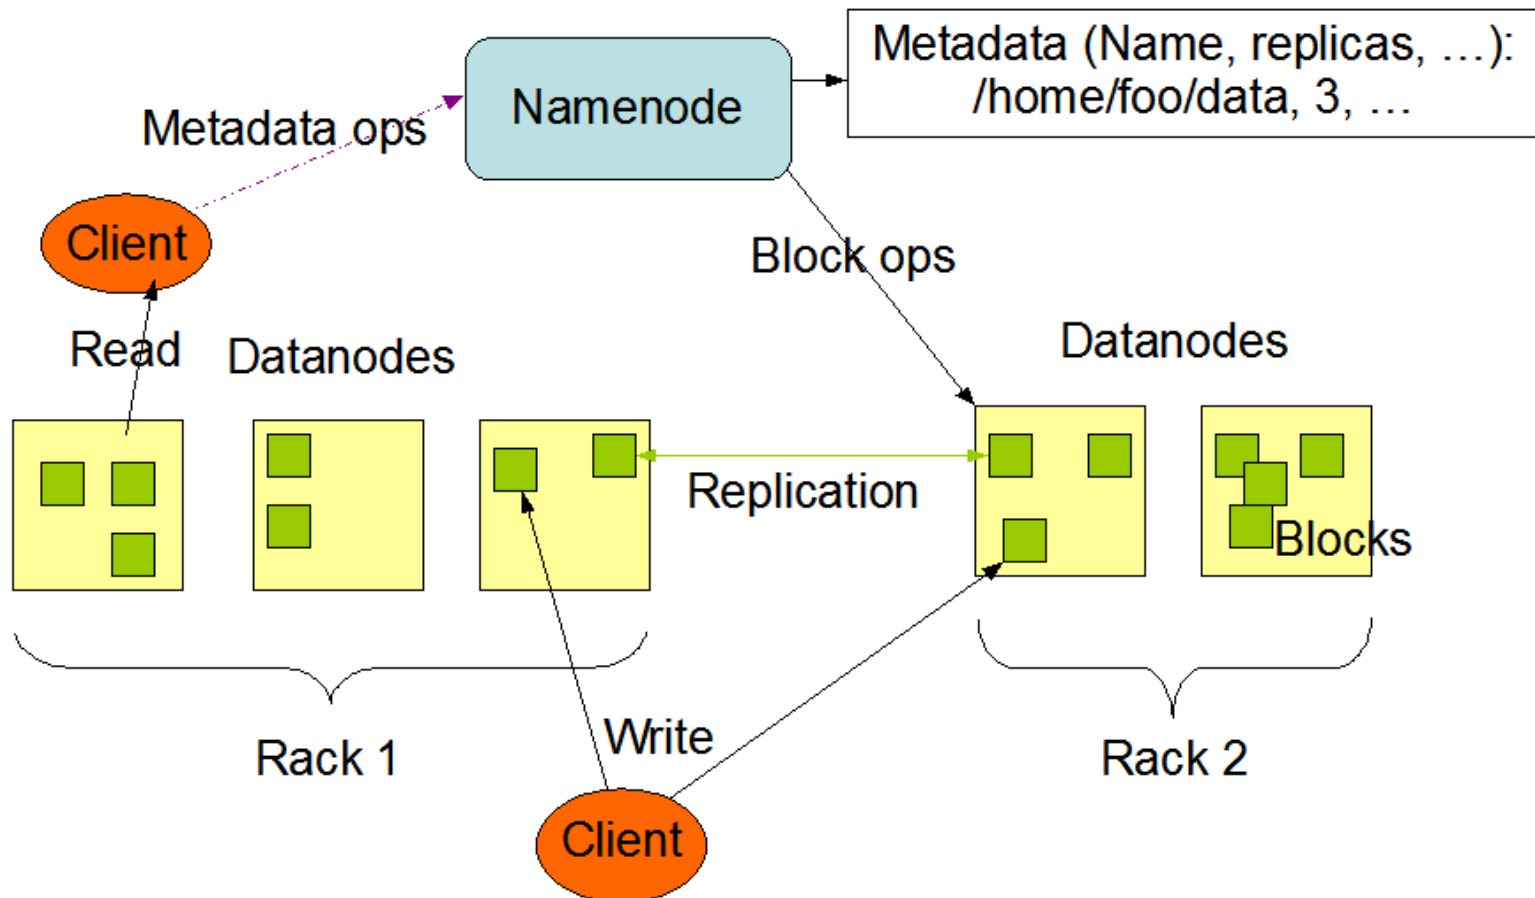 Metadata (Name, replicas, …):
/home/foo/data, 3, …
Namenode
Metadata ops
Client
Block ops
Read
Datanodes
Datanodes
Replication
Blocks
Rack 1
Write
Rack 2
Client